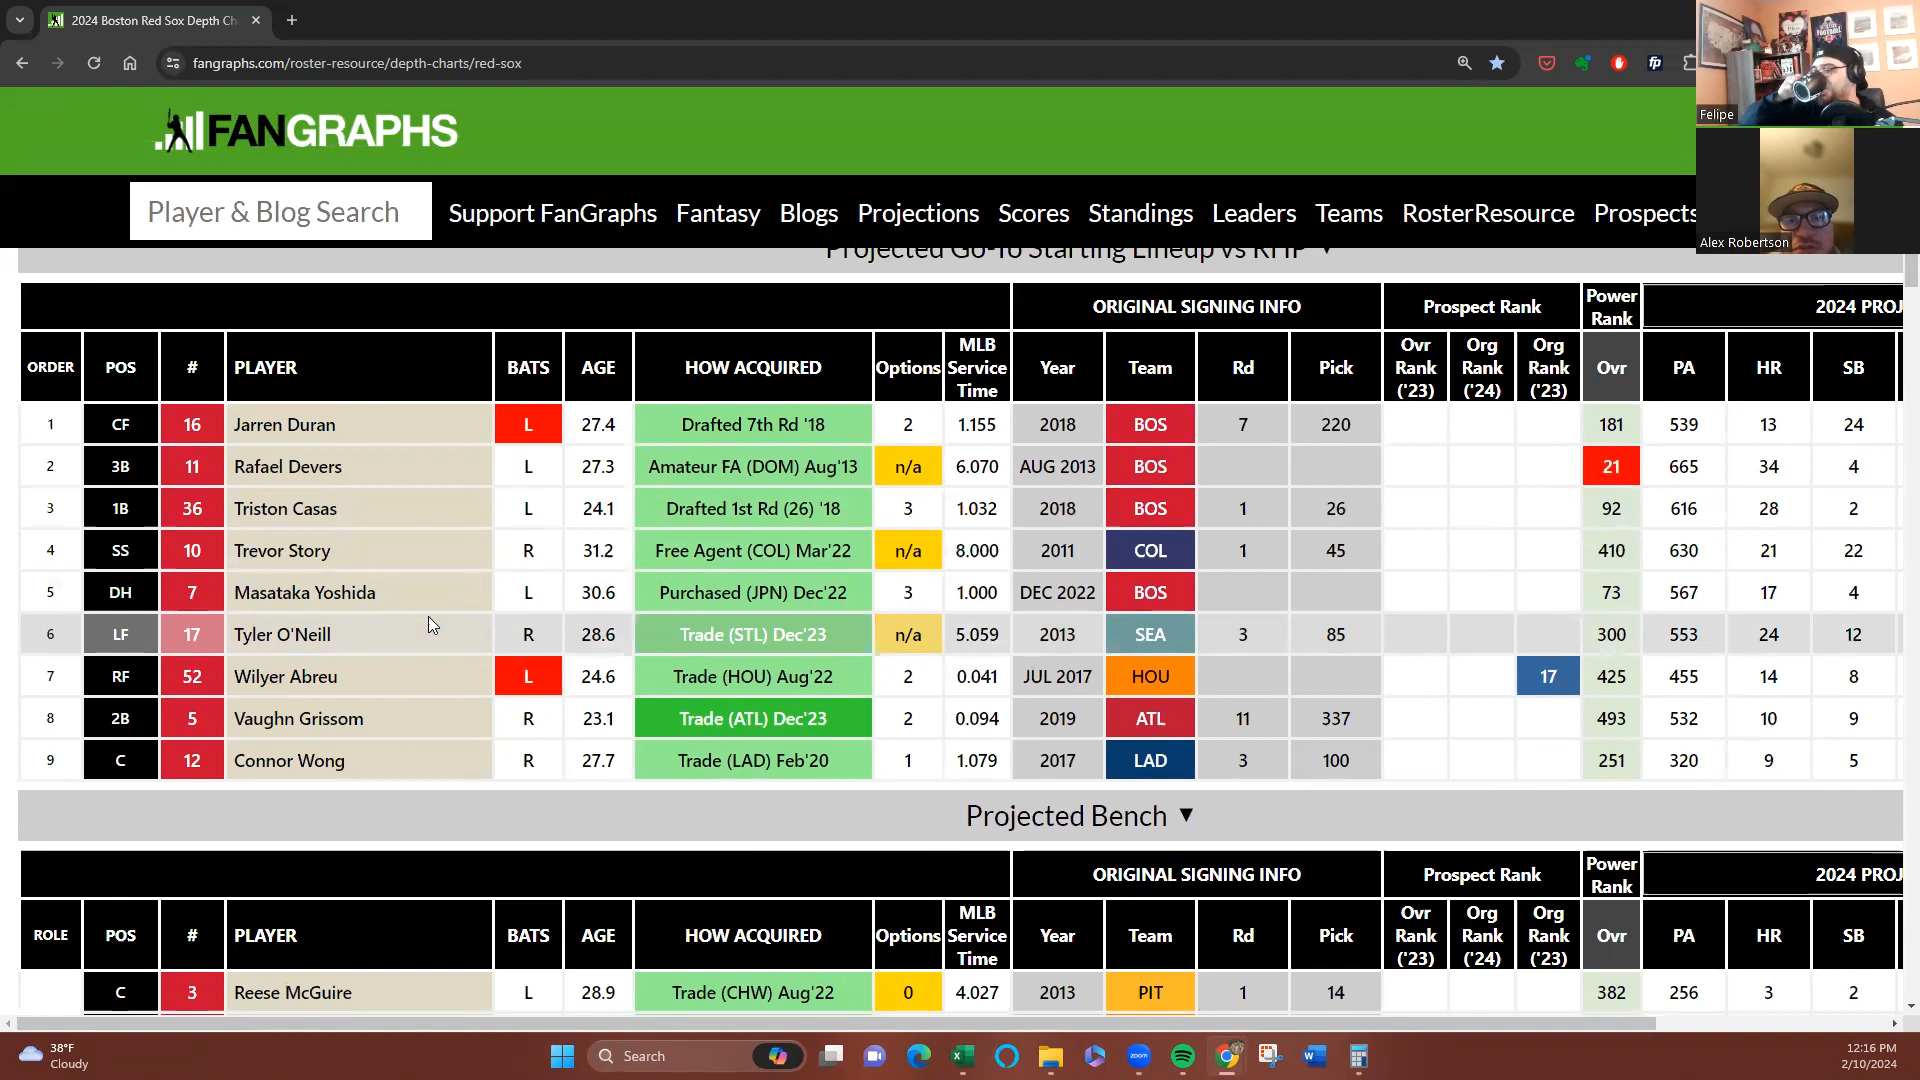 2024 Boston Red Sox Depth Ch
fangraphs.com/roster-resource/depth-charts/red-sox
fp
Felipe
Alex Robertson
FANGRAPHS
Player & Blog Search Support FanGraphs Fantasy Blogs Projections Scores Standings Leaders Teams RosterResource Prospects
Projected Go-To Starting Lineup vs RHP ▼
ORIGINAL SIGNING INFO Prospect Rank Power Rank 2024 PROJ
ORDER POS # PLAYER BATS AGE HOW ACQUIRED Options MLB Service Time Year Team Rd Pick Ovr Rank ('23) Org Rank ('24) Org Rank ('23) Ovr PA HR SB
1 CF 16 Jarren Duran L 27.4 Drafted 7th Rd '18 2 1.155 2018 BOS 7 220 181 539 13 24
2 3B 11 Rafael Devers L 27.3 Amateur FA (DOM) Aug'13 n/a 6.070 AUG 2013 BOS 21 665 34 4
3 1B 36 Triston Casas L 24.1 Drafted 1st Rd (26) '18 3 1.032 2018 BOS 1 26 92 616 28 2
4 SS 10 Trevor Story R 31.2 Free Agent (COL) Mar'22 n/a 8.000 2011 COL 1 45 410 630 21 22
5 DH 7 Masataka Yoshida L 30.6 Purchased (JPN) Dec'22 3 1.000 DEC 2022 BOS 73 567 17 4
6 LF 17 Tyler O'Neill R 28.6 Trade (STL) Dec'23 n/a 5.059 2013 SEA 3 85 300 553 24 12
7 RF 52 Wilyer Abreu L 24.6 Trade (HOU) Aug'22 2 0.041 JUL 2017 HOU 17 425 455 14 8
8 2B 5 Vaughn Grissom R 23.1 Trade (ATL) Dec'23 2 0.094 2019 ATL 11 337 493 532 10 9
9 C 12 Connor Wong R 27.7 Trade (LAD) Feb'20 1 1.079 2017 LAD 3 100 251 320 9 5
Projected Bench ▼
ORIGINAL SIGNING INFO Prospect Rank Power Rank 2024 PROJ
ROLE POS # PLAYER BATS AGE HOW ACQUIRED Options MLB Service Time Year Team Rd Pick Ovr Rank ('23) Org Rank ('24) Org Rank ('23) Ovr PA HR SB
C 3 Reese McGuire L 28.9 Trade (CHW) Aug'22 0 4.027 2013 PIT 1 14 382 256 3 2
38°F
Cloudy
Search
zoom
12:16 PM
2/10/2024